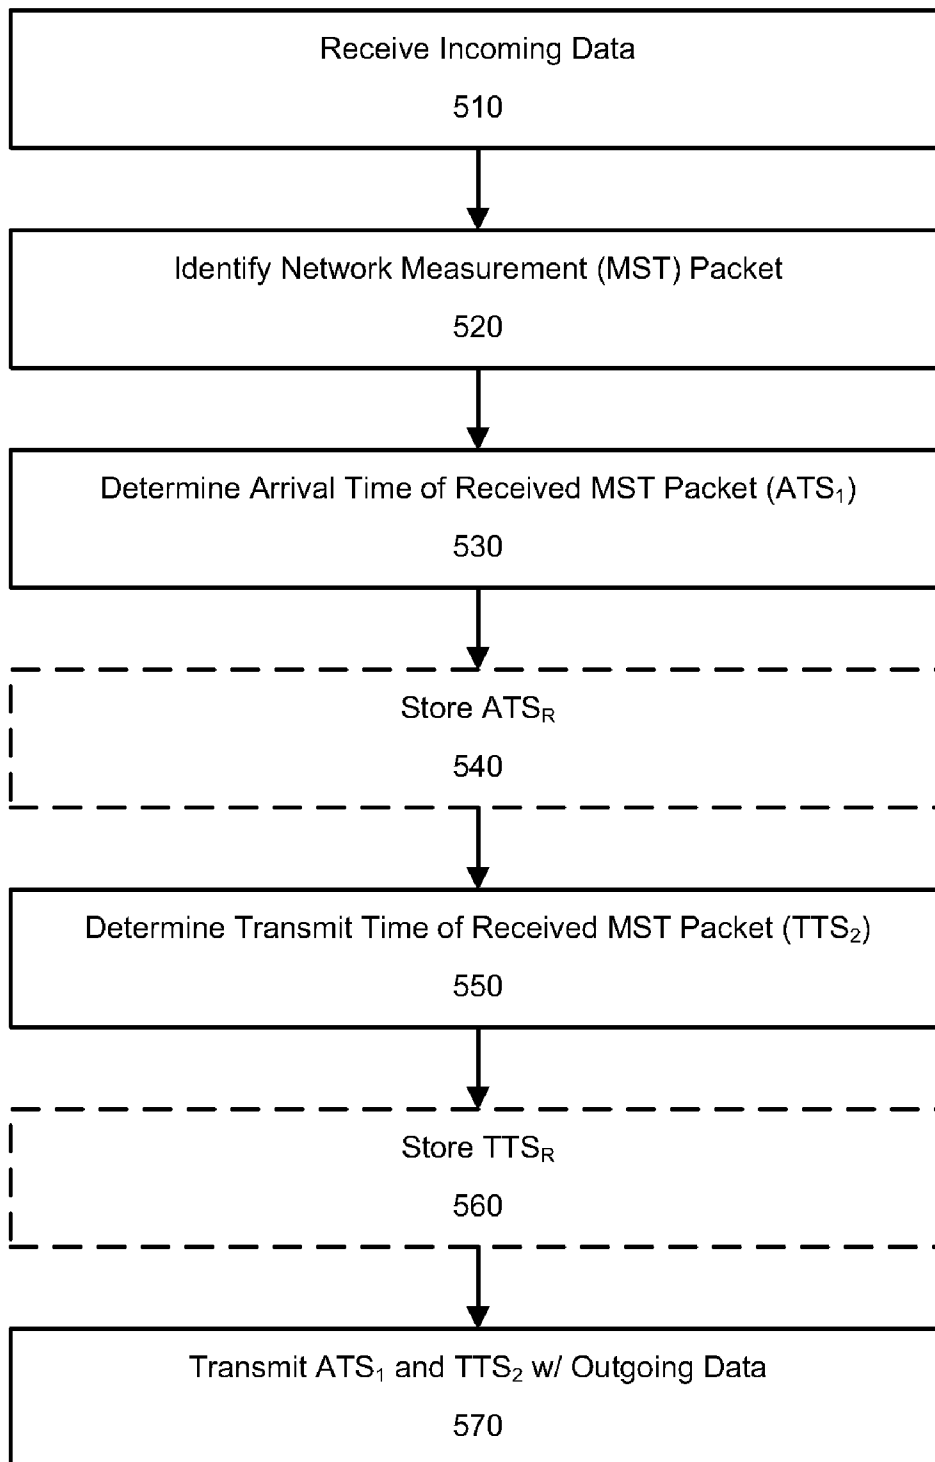 Receive Incoming Data
510
Identify Network Measurement (MST) Packet
520
Determine Arrival Time of Received MST Packet (ATS₁)
530
Store ATS_R
540
Determine Transmit Time of Received MST Packet (TTS₂)
550
Store TTS_R
560
Transmit ATS₁ and TTS₂ w/ Outgoing Data
570